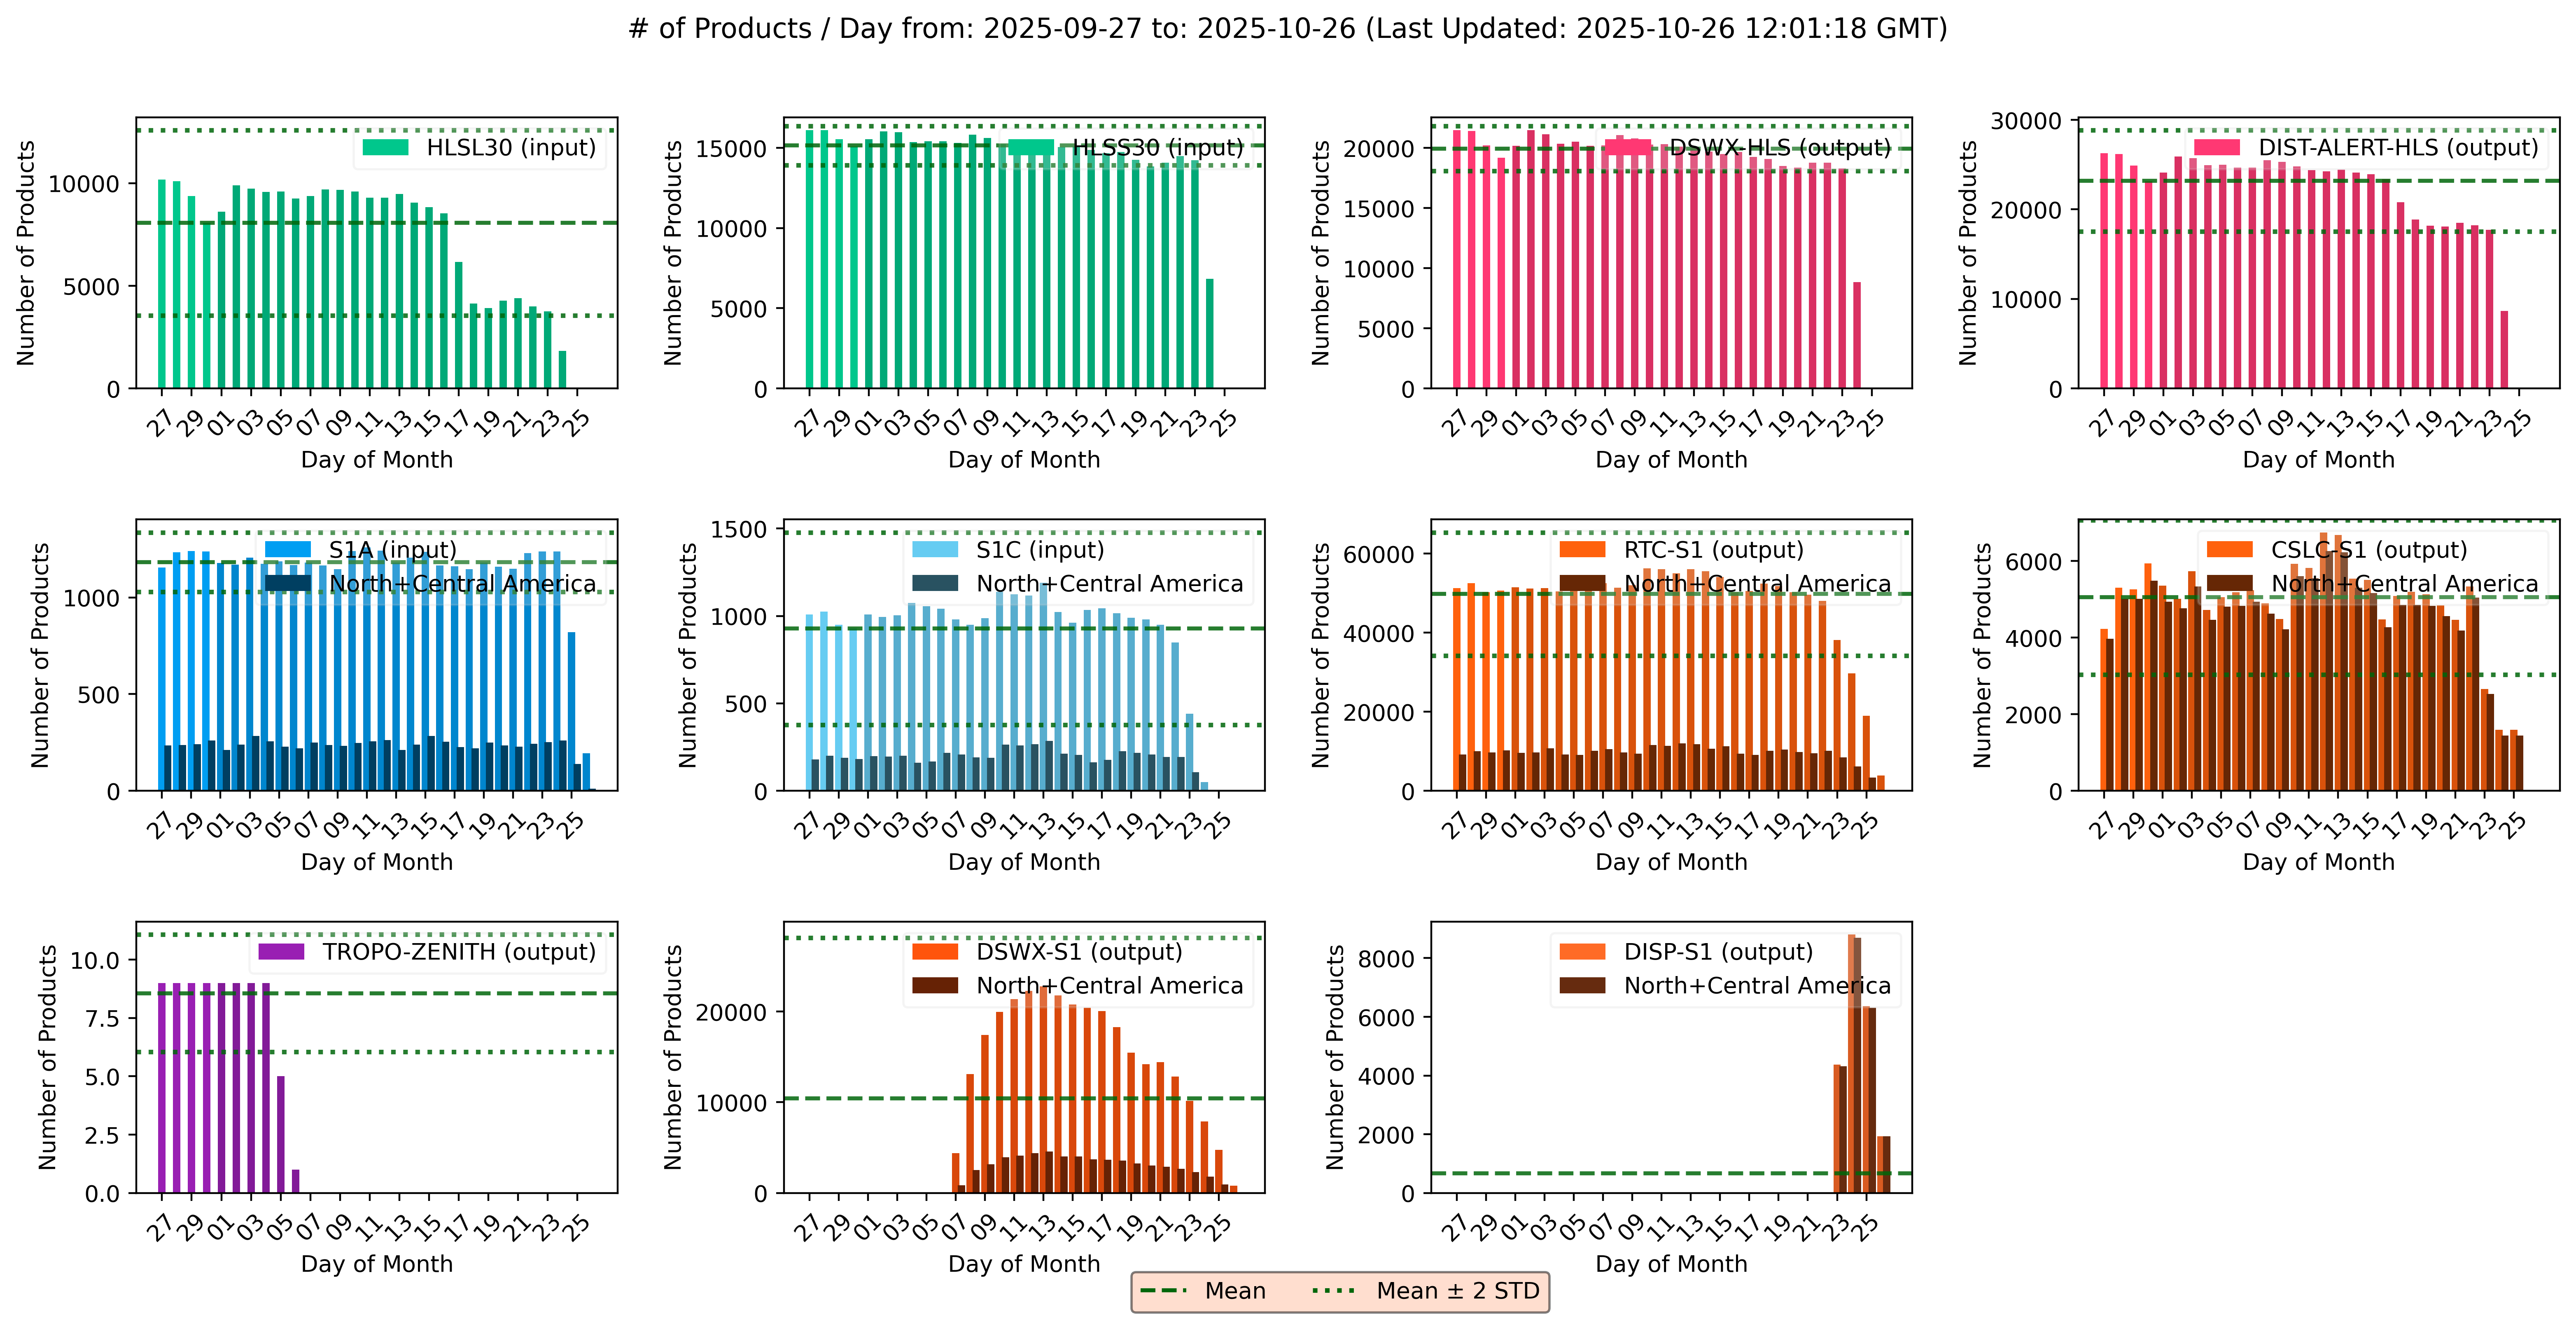 # of Products / Day from: 2025-09-27 to: 2025-10-26 (Last Updated: 2025-10-26 12:01:18 GMT)
Number of Products
10000
5000
0
HLSL30 (input)
27 29 01 03 05 07 09 11 13 15 17 19 21 23 25
Day of Month
Number of Products
15000
10000
5000
0
HLSS30 (input)
27 29 01 03 05 07 09 11 13 15 17 19 21 23 25
Day of Month
Number of Products
20000
15000
10000
5000
0
DSWX-HLS (output)
27 29 01 03 05 07 09 11 13 15 17 19 21 23 25
Day of Month
Number of Products
30000
20000
10000
0
DIST-ALERT-HLS (output)
27 29 01 03 05 07 09 11 13 15 17 19 21 23 25
Day of Month
Number of Products
1000
500
0
S1A (input)
North+Central America
27 29 01 03 05 07 09 11 13 15 17 19 21 23 25
Day of Month
Number of Products
1500
1000
500
0
S1C (input)
North+Central America
27 29 01 03 05 07 09 11 13 15 17 19 21 23 25
Day of Month
Number of Products
60000
40000
20000
0
RTC-S1 (output)
North+Central America
27 29 01 03 05 07 09 11 13 15 17 19 21 23 25
Day of Month
Number of Products
6000
4000
2000
0
CSLC-S1 (output)
North+Central America
27 29 01 03 05 07 09 11 13 15 17 19 21 23 25
Day of Month
Number of Products
10.0
7.5
5.0
2.5
0.0
TROPO-ZENITH (output)
27 29 01 03 05 07 09 11 13 15 17 19 21 23 25
Day of Month
Number of Products
20000
10000
0
DSWX-S1 (output)
North+Central America
27 29 01 03 05 07 09 11 13 15 17 19 21 23 25
Day of Month
Number of Products
8000
6000
4000
2000
0
DISP-S1 (output)
North+Central America
27 29 01 03 05 07 09 11 13 15 17 19 21 23 25
Day of Month
Mean
Mean ± 2 STD